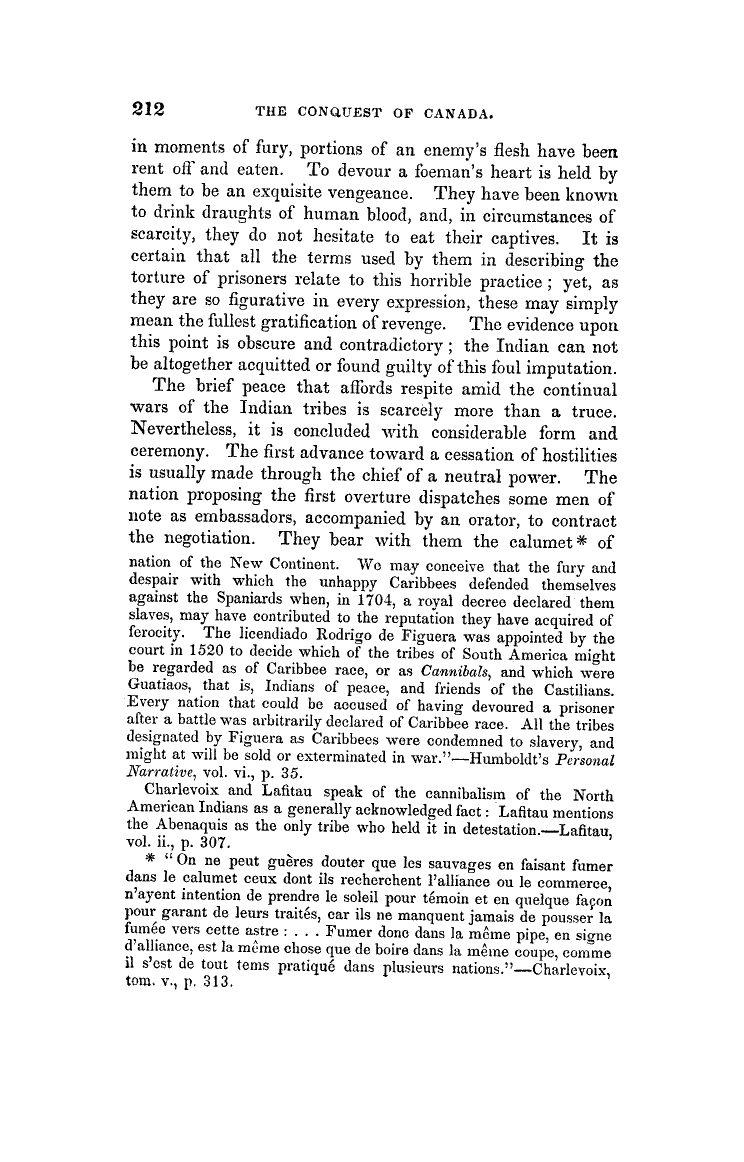 212 THE CONQUEST OF CANADA.
in moments of fury, portions of an enemy's flesh have been
rent off and eaten. To devour a foeman's heart is held by
them to be an exquisite vengeance. They have been known
to drink draughts of human blood, and, in circumstances of
scarcity, they do not hesitate to eat their captives. It is
certain that all the terms used by them in describing the
torture of prisoners relate to this horrible practice; yet, as
they are so figurative in every expression, these may simply
mean the fullest gratification of revenge. The evidence upon
this point is obscure and contradictory; the Indian can not
be altogether acquitted or found guilty of this foul imputation.
The brief peace that affords respite amid the continual
wars of the Indian tribes is scarcely more than a truce.
Nevertheless, it is concluded with considerable form and
ceremony. The first advance toward a cessation of hostilities
is usually made through the chief of a neutral power. The
nation proposing the first overture dispatches some men of
note as embassadors, accompanied by an orator, to contract
the negotiation. They bear with them the calumet* of
nation of the New Continent. We may conceive that the fury and
despair with which the unhappy Caribbees defended themselves
against the Spaniards when, in 1704, a royal decree declared them
slaves, may have contributed to the reputation they have acquired of
ferocity. The licendiado Rodrigo de Figuera was appointed by the
court in 1520 to decide which of the tribes of South America might
be regarded as of Caribbee race, or as Cannibals, and which were
Guatiaos, that is, Indians of peace, and friends of the Castilians.
Every nation that could be accused of having devoured a prisoner
after a battle was arbitrarily declared of Caribbee race. All the tribes
designated by Figuera as Caribbees were condemned to slavery, and
might at will be sold or exterminated in war."—Humboldt's Personal
Narrative, vol. vi., p. 35.
Charlevoix and Lafitau speak of the cannibalism of the North
American Indians as a generally acknowledged fact: Lafitau mentions
the Abenaquis as the only tribe who held it in detestation.—Lafitau,
vol. ii., p. 307.
* "On ne peut guères douter que les sauvages en faisant fumer
dans le calumet ceux dont ils recherchent l'alliance ou le commerce,
n'ayent intention de prendre le soleil pour témoin et en quelque façon
pour garant de leurs traités, car ils ne manquent jamais de pousser la
fumée vers cette astre: . . . Fumer donc dans la même pipe, en signe
d'alliance, est la même chose que de boire dans la même coupe, comme
il s'est de tout tems pratiqué dans plusieurs nations."—Charlevoix,
tom. v., p. 313.